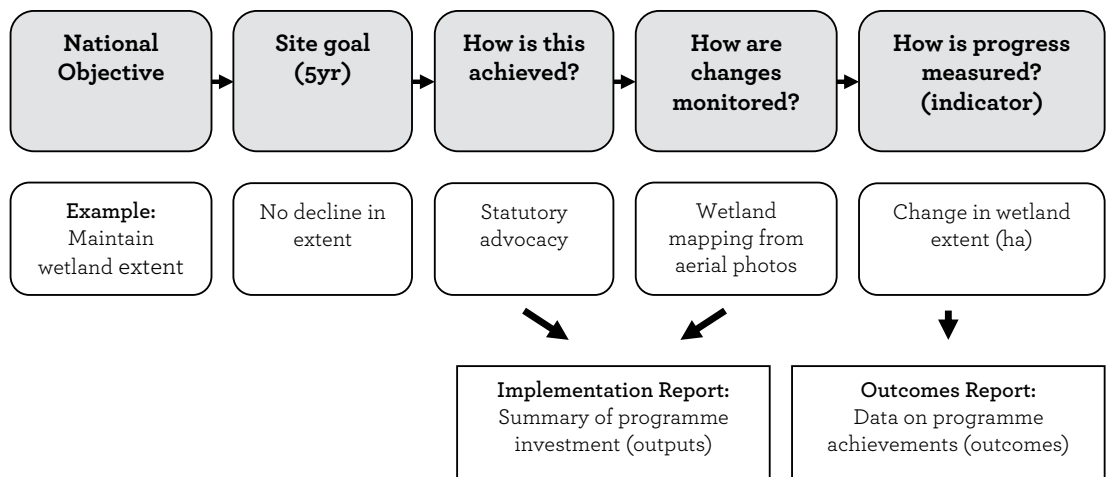 National
Objective
Site goal
(5yr)
How is this
achieved?
How are
changes
monitored?
How is progress
measured?
(indicator)
Example:
Maintain
wetland extent
No decline in
extent
Statutory
advocacy
Wetland
mapping from
aerial photos
Change in wetland
extent (ha)
Implementation Report:
Summary of programme
investment (outputs)
Outcomes Report:
Data on programme
achievements (outcomes)